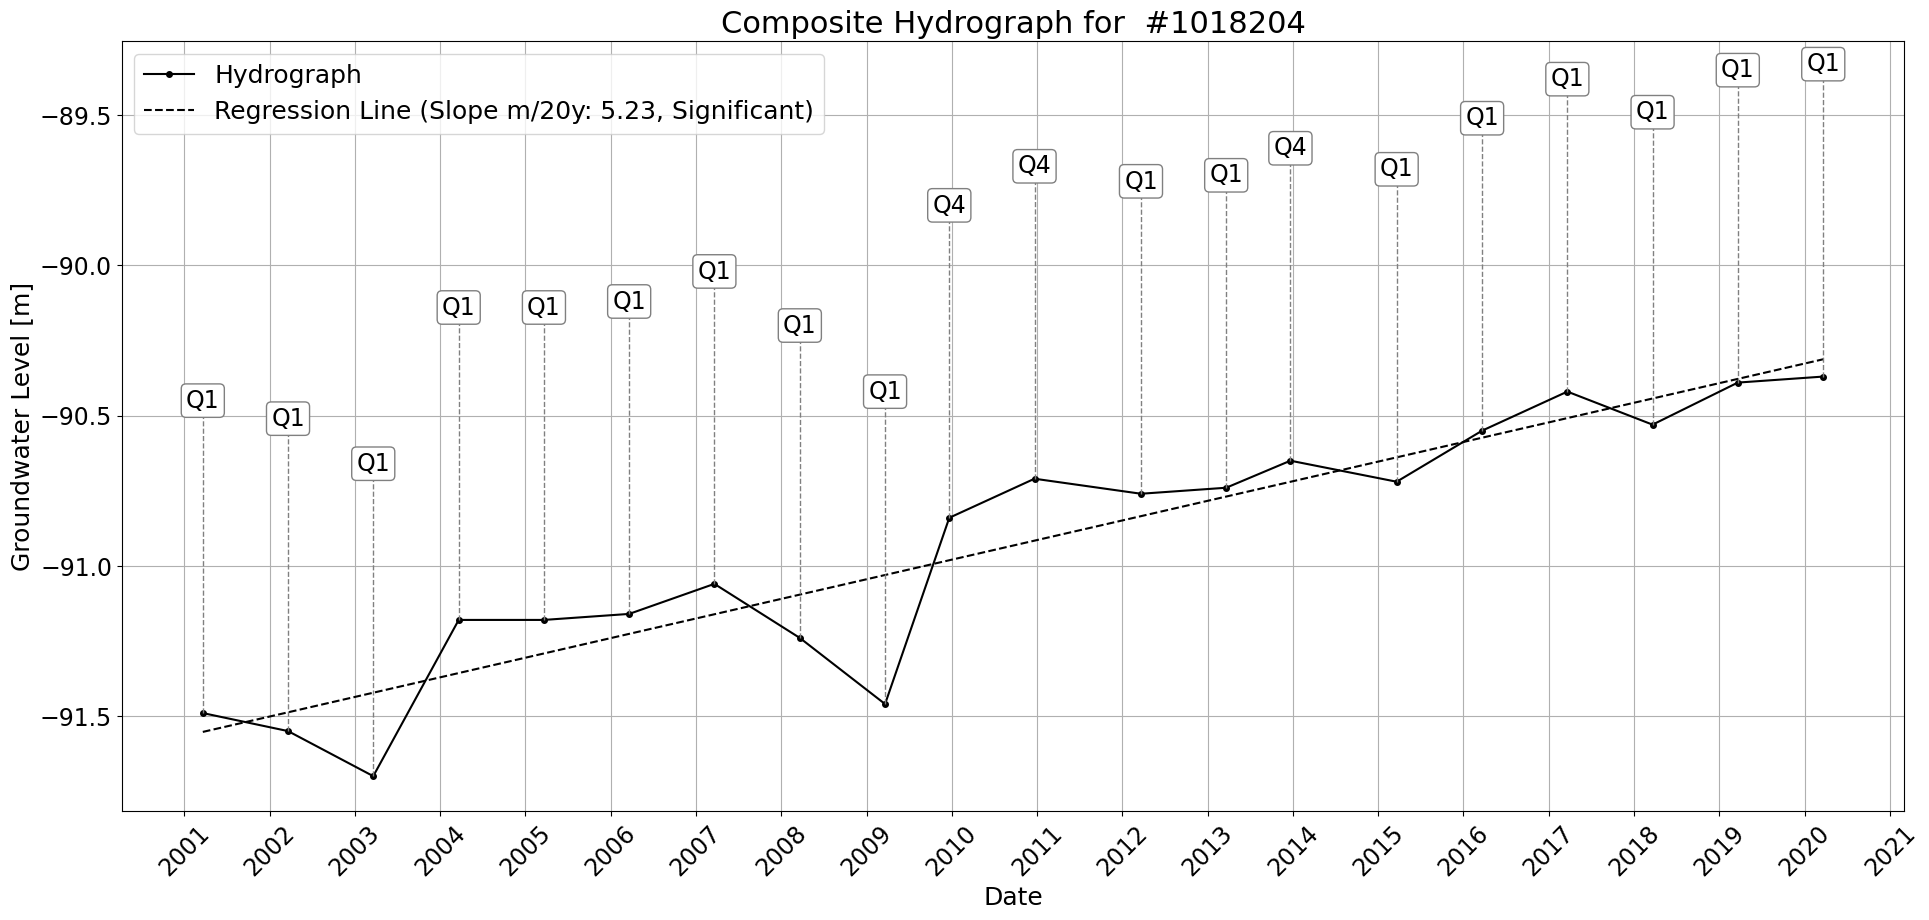 Composite Hydrograph for  #1018204
Hydrograph
Regression Line (Slope m/20y: 5.23, Significant)
Groundwater Level [m]
−89.5
−90.0
−90.5
−91.0
−91.5
Q1
Q1
Q1
Q1
Q1
Q1
Q1
Q1
Q1
Q4
Q4
Q1
Q1
Q4
Q1
Q1
Q1
Q1
Q1
Q1
2001
2002
2003
2004
2005
2006
2007
2008
2009
2010
2011
2012
2013
2014
2015
2016
2017
2018
2019
2020
2021
Date